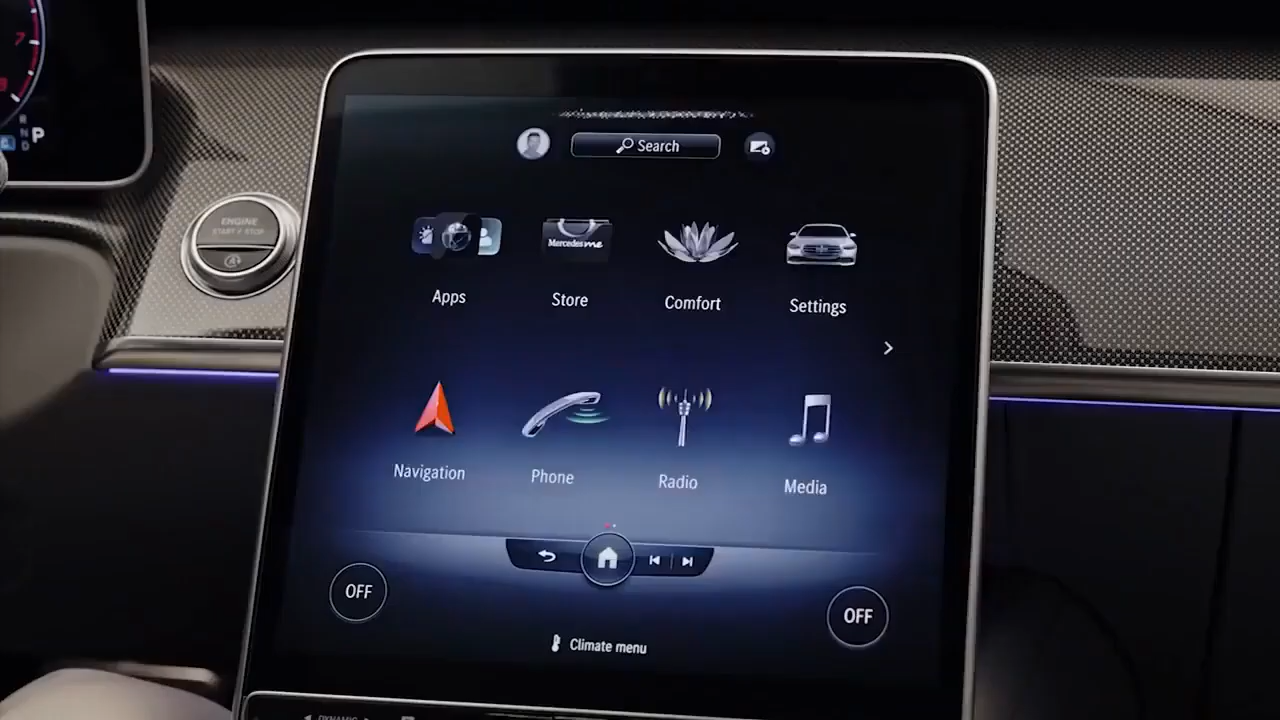 7
R
N
D
P
ENGINE
START / STOP
Search
Mercedes me
Apps
Store
Comfort
Settings
Navigation
Phone
Radio
Media
OFF
OFF
Climate menu
DYNAMIC